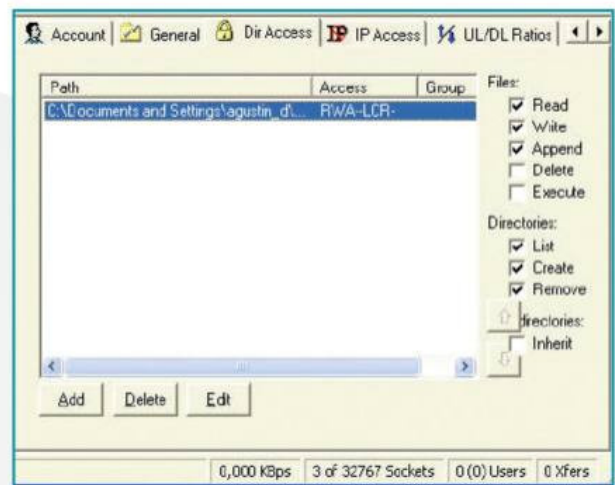 Account General Dir Access IP Access UL/DL Ratios
Path Access Group
C:\Documents and Settings\agustin_d\... RWA--LCR-
Files:
Read
Write
Append
Delete
Execute
Directories:
List
Create
Remove
directories:
Inherit
Add Delete Edit
0,000 KBps 3 of 32767 Sockets 0 (0) Users 0 Xfers